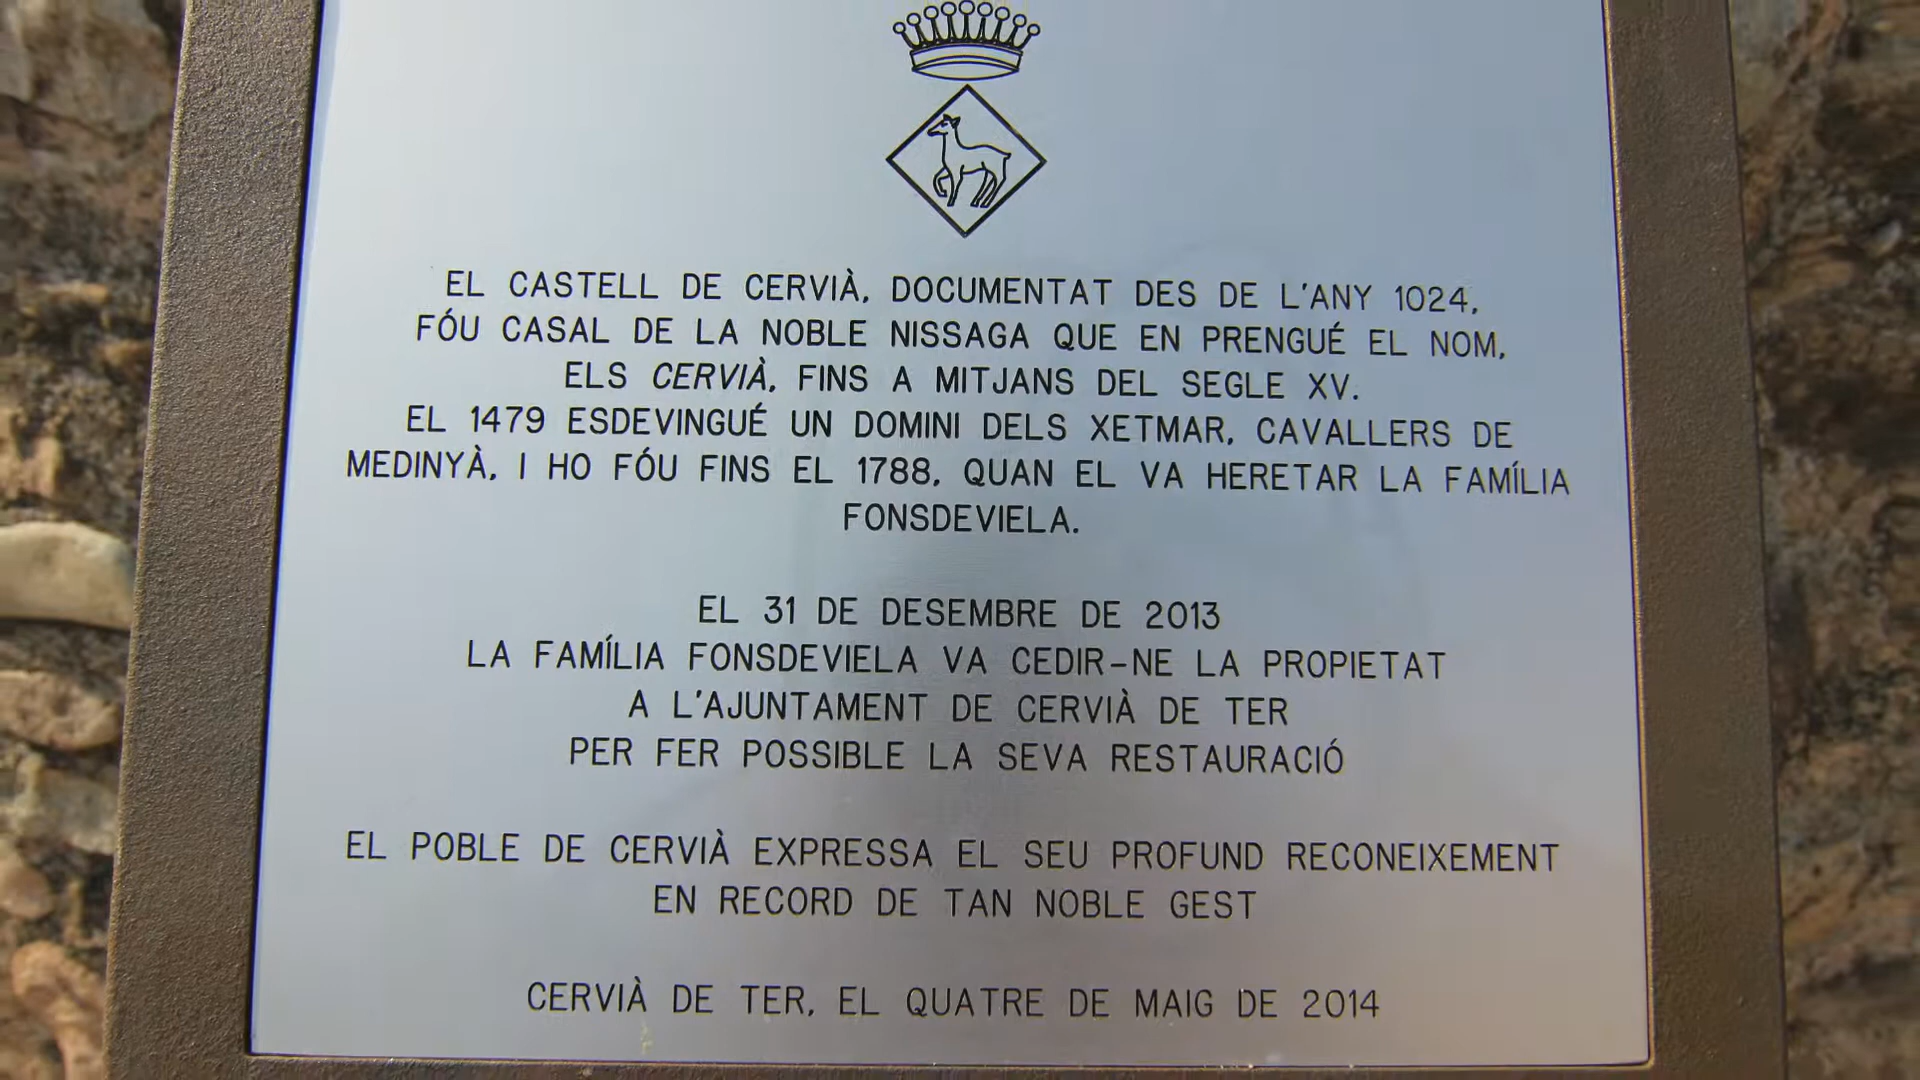 EL CASTELL DE CERVIÀ, DOCUMENTAT DES DE L'ANY 1024,
FÓU CASAL DE LA NOBLE NISSAGA QUE EN PRENGUÉ EL NOM,
ELS CERVIÀ, FINS A MITJANS DEL SEGLE XV.
EL 1479 ESDEVINGUÉ UN DOMINI DELS XETMAR, CAVALLERS DE
MEDINYÀ, I HO FÓU FINS EL 1788, QUAN EL VA HERETAR LA FAMÍLIA
FONSDEVIELA.
EL 31 DE DESEMBRE DE 2013
LA FAMÍLIA FONSDEVIELA VA CEDIR-NE LA PROPIETAT
A L'AJUNTAMENT DE CERVIÀ DE TER
PER FER POSSIBLE LA SEVA RESTAURACIÓ
EL POBLE DE CERVIÀ EXPRESSA EL SEU PROFUND RECONEIXEMENT
EN RECORD DE TAN NOBLE GEST
CERVIÀ DE TER, EL QUATRE DE MAIG DE 2014